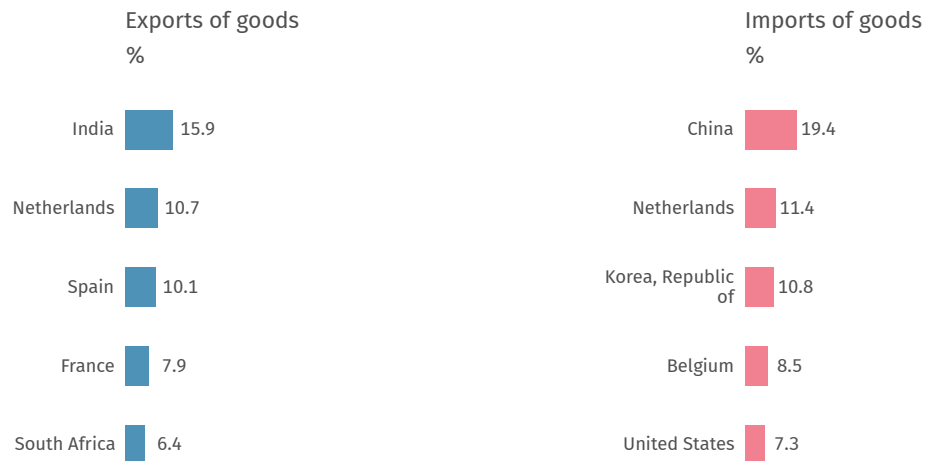 Exports of goods
%
India 15.9
Netherlands 10.7
Spain 10.1
France 7.9
South Africa 6.4
Imports of goods
%
China 19.4
Netherlands 11.4
Korea, Republic
of 10.8
Belgium 8.5
United States 7.3